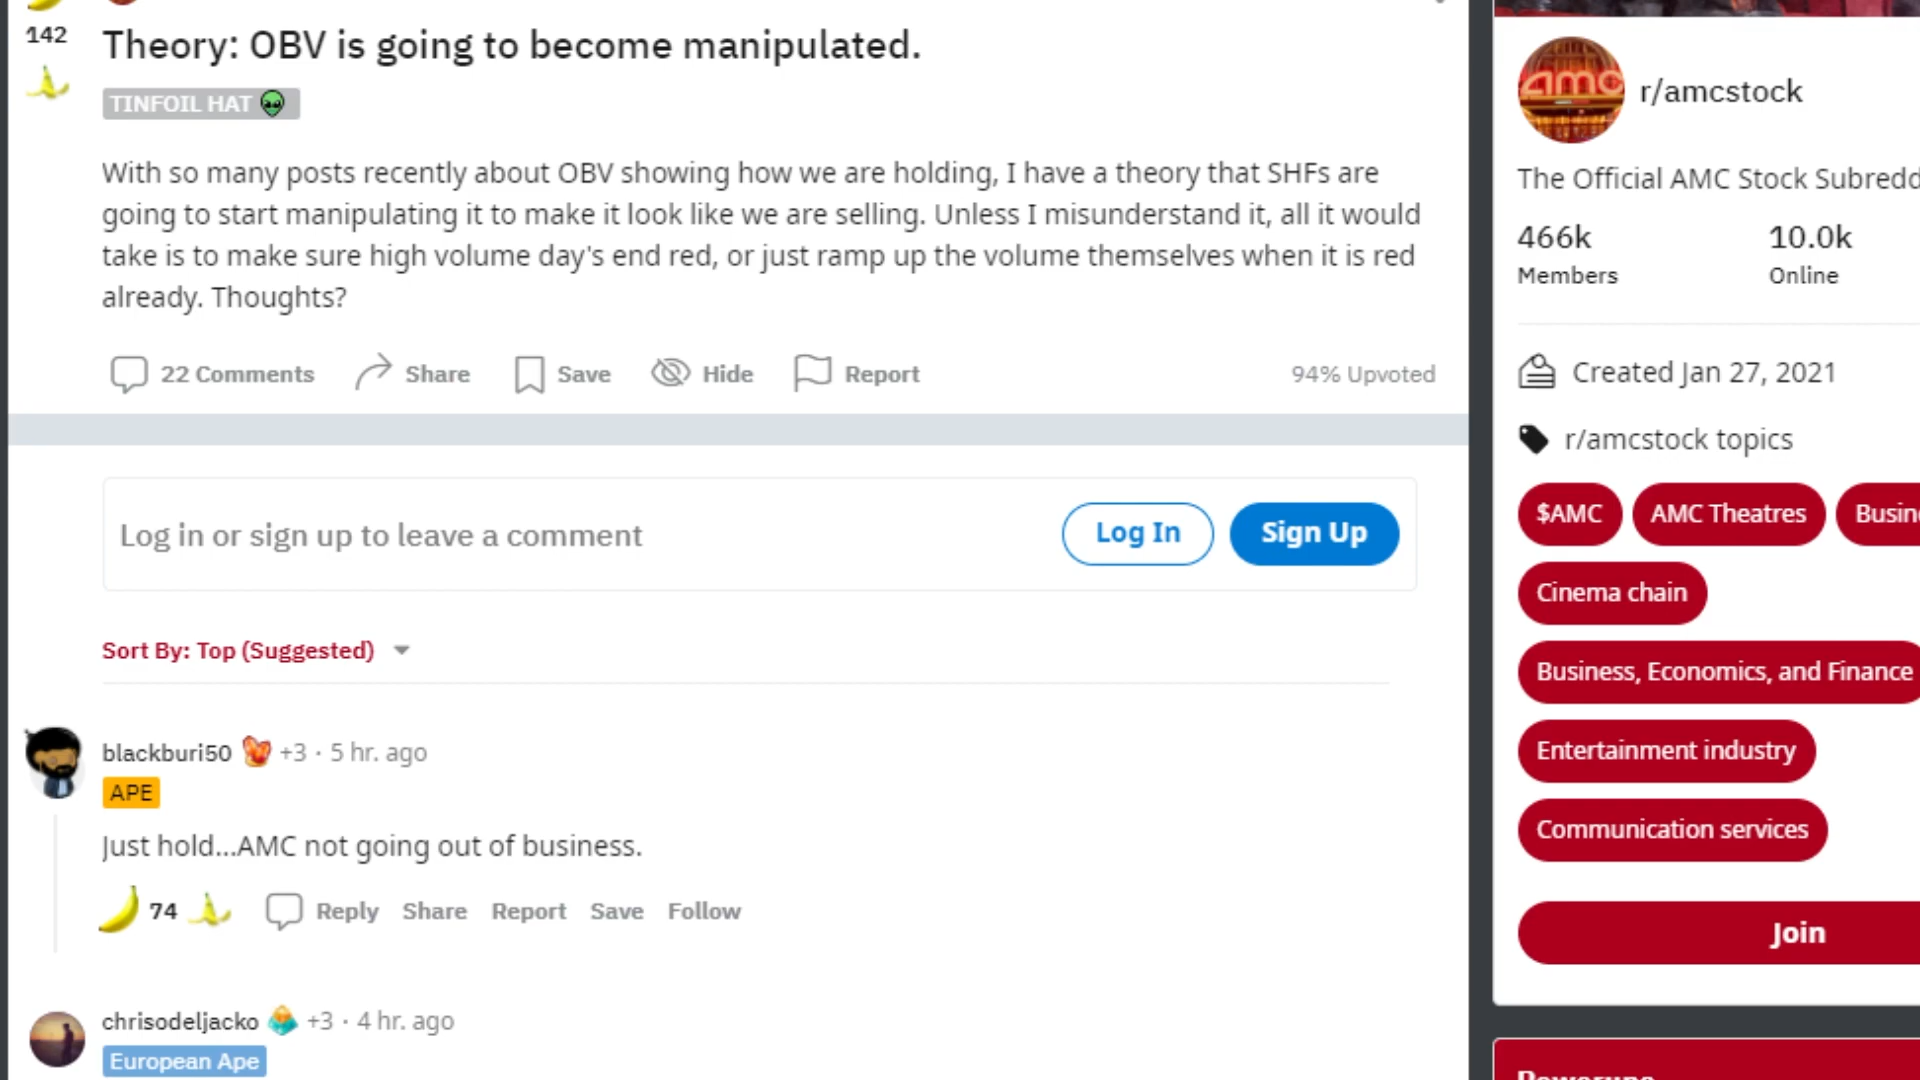 142
Theory: OBV is going to become manipulated.
TINFOIL HAT
With so many posts recently about OBV showing how we are holding, I have a theory that SHFs are
going to start manipulating it to make it look like we are selling. Unless I misunderstand it, all it would
take is to make sure high volume day's end red, or just ramp up the volume themselves when it is red
already. Thoughts?
22 Comments Share Save Hide Report 94% Upvoted
Log in or sign up to leave a comment Log In Sign Up
Sort By: Top (Suggested)
blackburi50 +3 · 5 hr. ago
APE
Just hold...AMC not going out of business.
74 Reply Share Report Save Follow
chrisodeljacko +3 · 4 hr. ago
European Ape
amc
r/amcstock
The Official AMC Stock Subredd
466k 10.0k
Members Online
Created Jan 27, 2021
r/amcstock topics
$AMC AMC Theatres Busin
Cinema chain
Business, Economics, and Finance
Entertainment industry
Communication services
Join